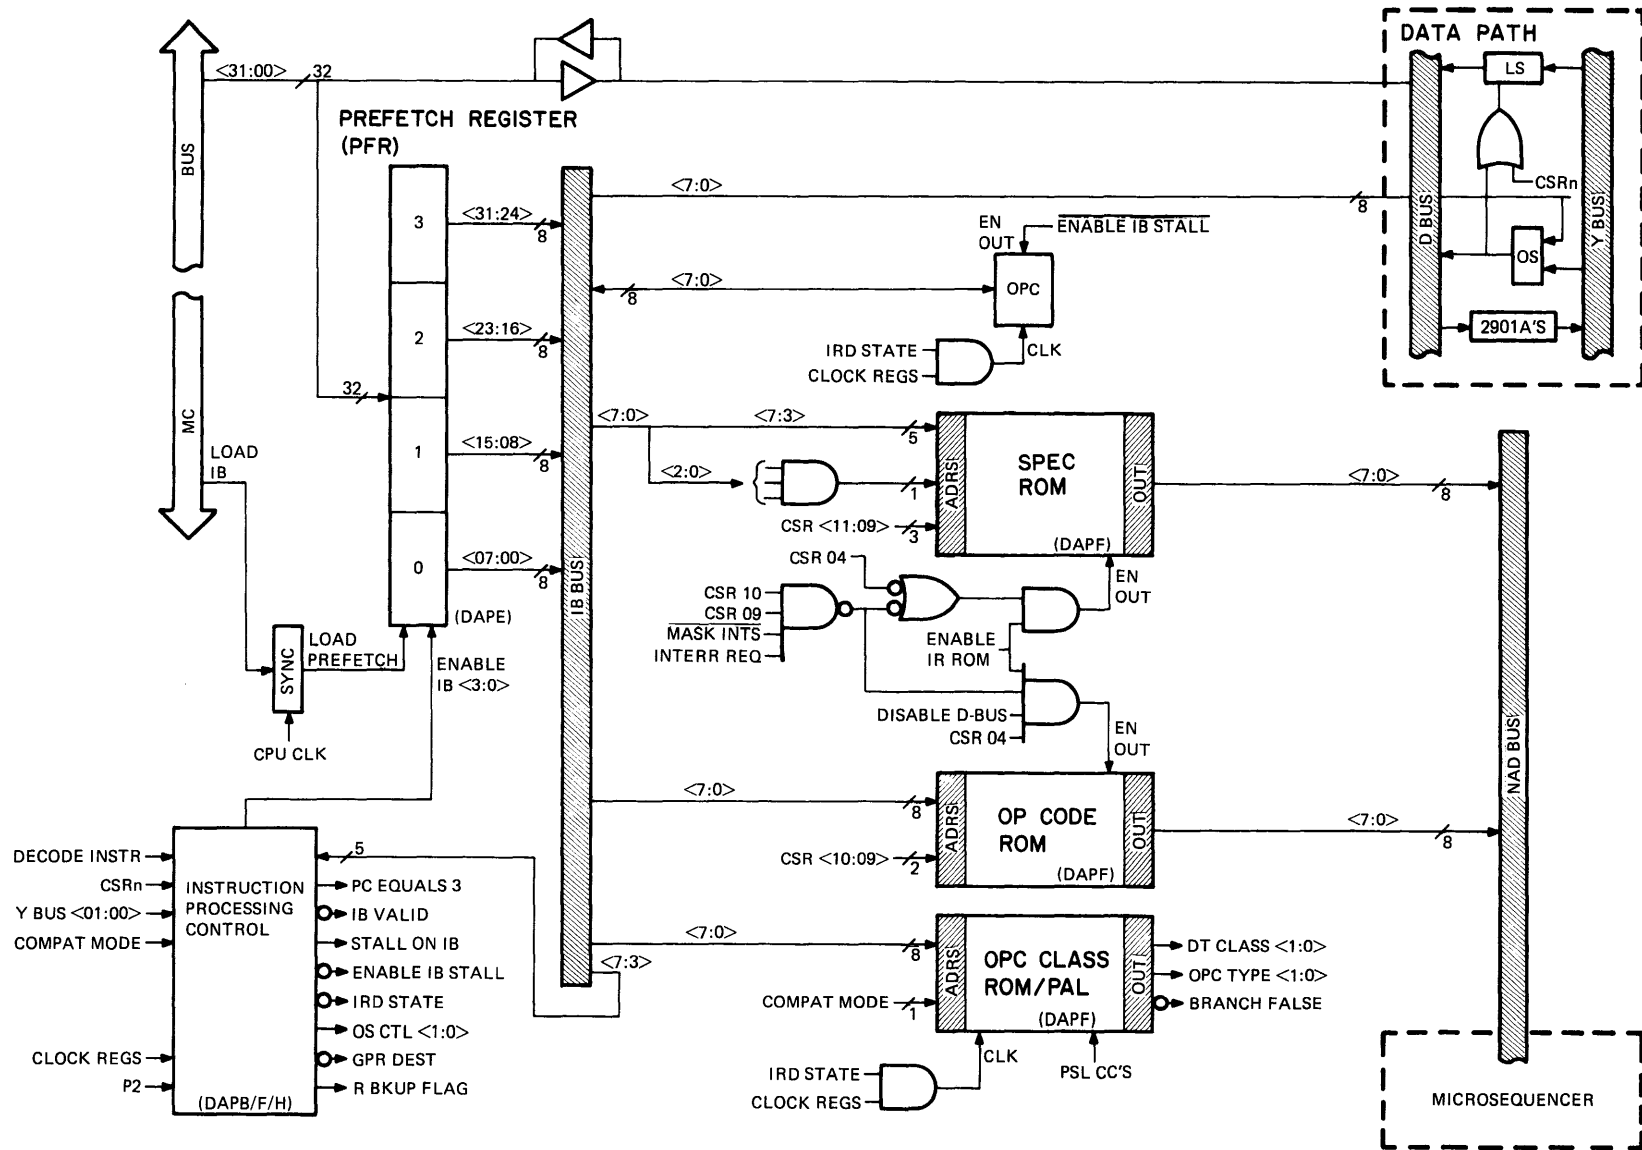 DATA PATH
<31:00>
32
LS
PREFETCH REGISTER
(PFR)
BUS
<7:0>
8
CSRn
D BUS
Y BUS
OS
2901A'S
3
<31:24>
8
EN
OUT
ENABLE IB STALL
<7:0>
8
OPC
2
<23:16>
8
IRD STATE
CLOCK REGS
CLK
32
MC
LOAD
IB
1
<15:08>
8
<7:0>
<7:3>
5
<2:0>
1
CSR <11:09>
3
ADRS
SPEC
ROM
OUT
(DAPF)
<7:0>
8
0
<07:00>
8
(DAPE)
IB BUS
CSR 04
CSR 10
CSR 09
MASK INTS
INTERR REQ
EN
OUT
ENABLE
IR ROM
SYNC
LOAD
PREFETCH
ENABLE
IB <3:0>
CPU CLK
DISABLE D-BUS
CSR 04
EN
OUT
NAD BUS
<7:0>
8
CSR <10:09>
2
ADRS
OP CODE
ROM
OUT
(DAPF)
<7:0>
8
DECODE INSTR
CSRn
Y BUS <01:00>
COMPAT MODE
CLOCK REGS
P2
INSTRUCTION
PROCESSING
CONTROL
(DAPB/F/H)
5
PC EQUALS 3
IB VALID
STALL ON IB
ENABLE IB STALL
IRD STATE
OS CTL <1:0>
GPR DEST
R BKUP FLAG
<7:3>
<7:0>
8
COMPAT MODE
1
ADRS
OPC CLASS
ROM/PAL
OUT
(DAPF)
DT CLASS <1:0>
OPC TYPE <1:0>
BRANCH FALSE
IRD STATE
CLOCK REGS
CLK
PSL CC'S
MICROSEQUENCER